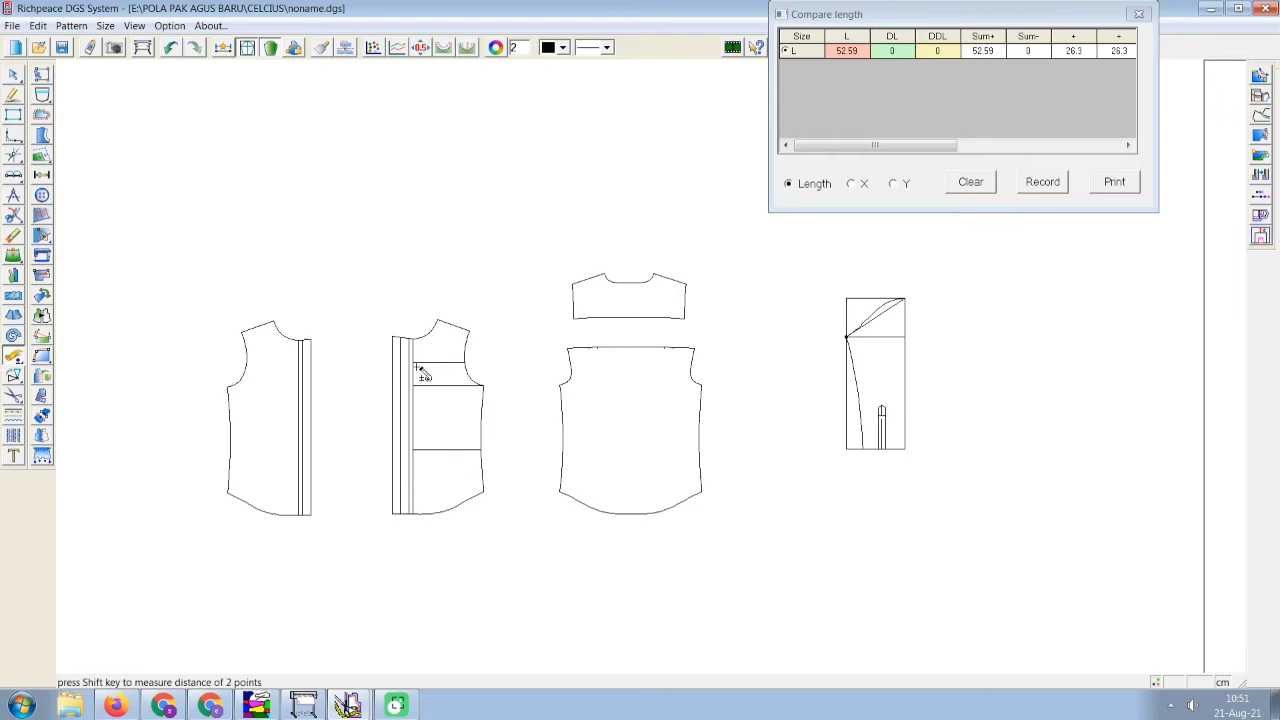 Richpeace DGS System - [E:\POLA PAK AGUS BARU\CELCIUS\noname.dgs]
File Edit Pattern Size View Option About...
2
Compare length
Size L DL DDL Sum+ Sum- + +
L 52.59 0 0 52.59 0 26.3 26.3
Length X Y Clear Record Print
press Shift key to measure distance of 2 points
cm
10:51
21-Aug-21